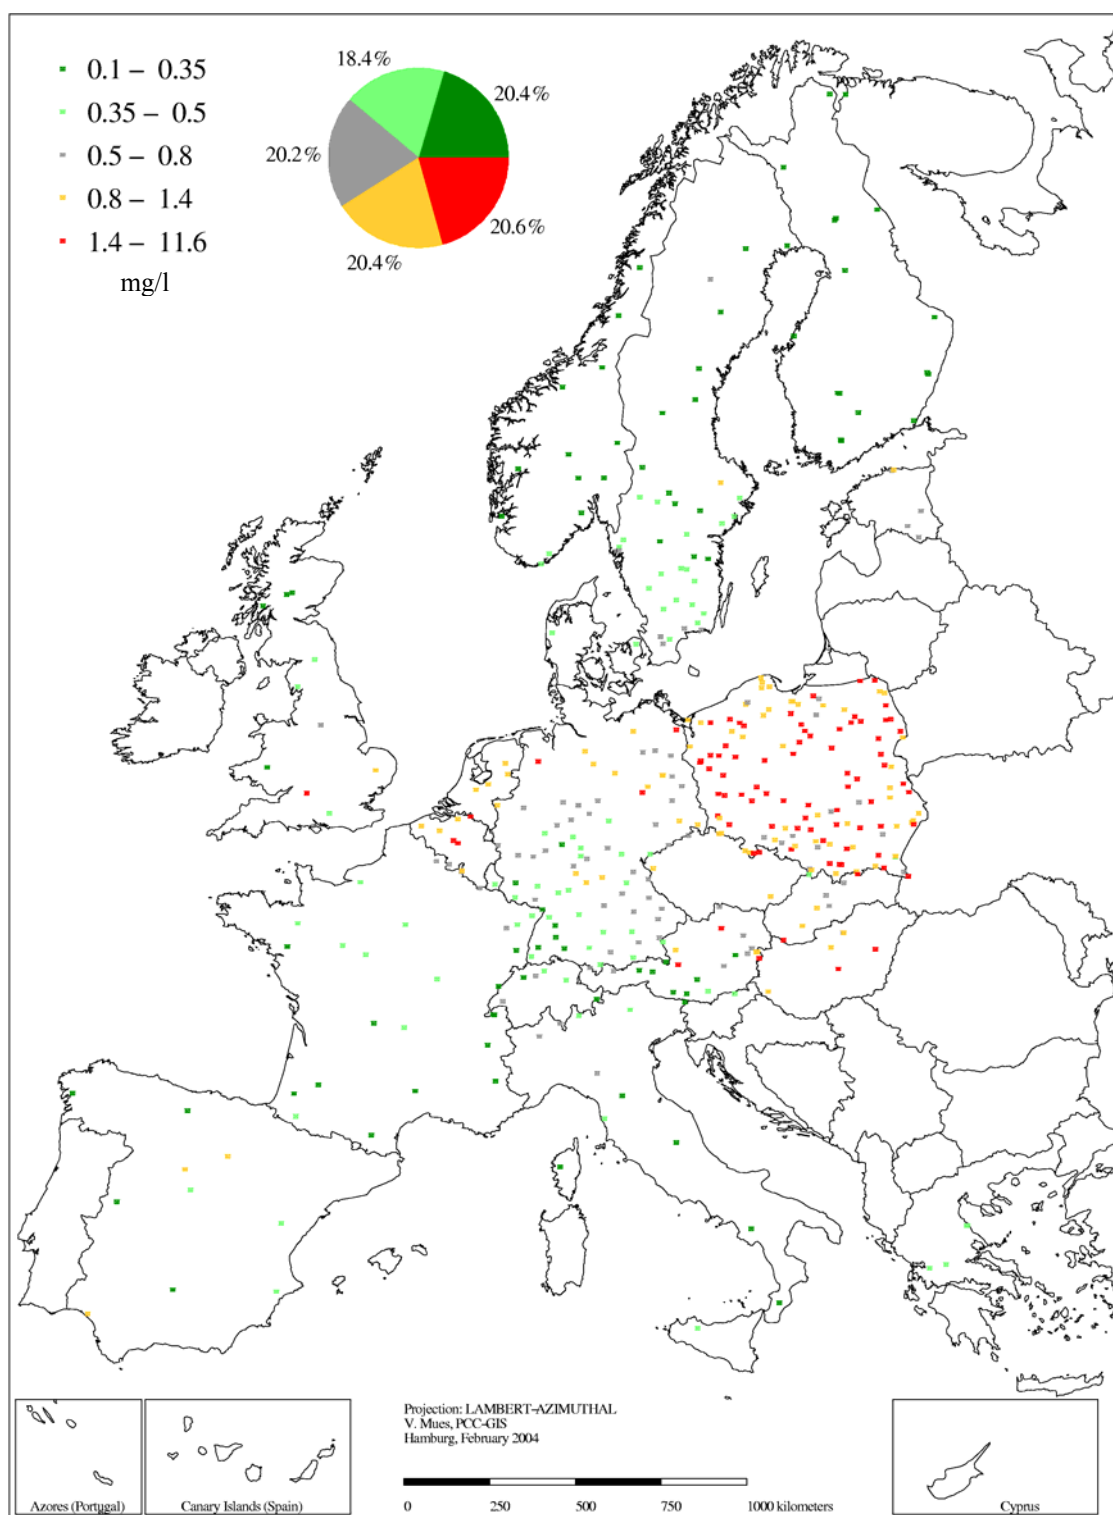 0.1 – 0.35
0.35 – 0.5
0.5 – 0.8
0.8 – 1.4
1.4 – 11.6
mg/l
18.4%
20.4%
20.2%
20.6%
20.4%
Projection: LAMBERT-AZIMUTHAL
V. Mues, PCC-GIS
Hamburg, February 2004
0 250 500 750 1000 kilometers
Azores (Portugal)
Canary Islands (Spain)
Cyprus